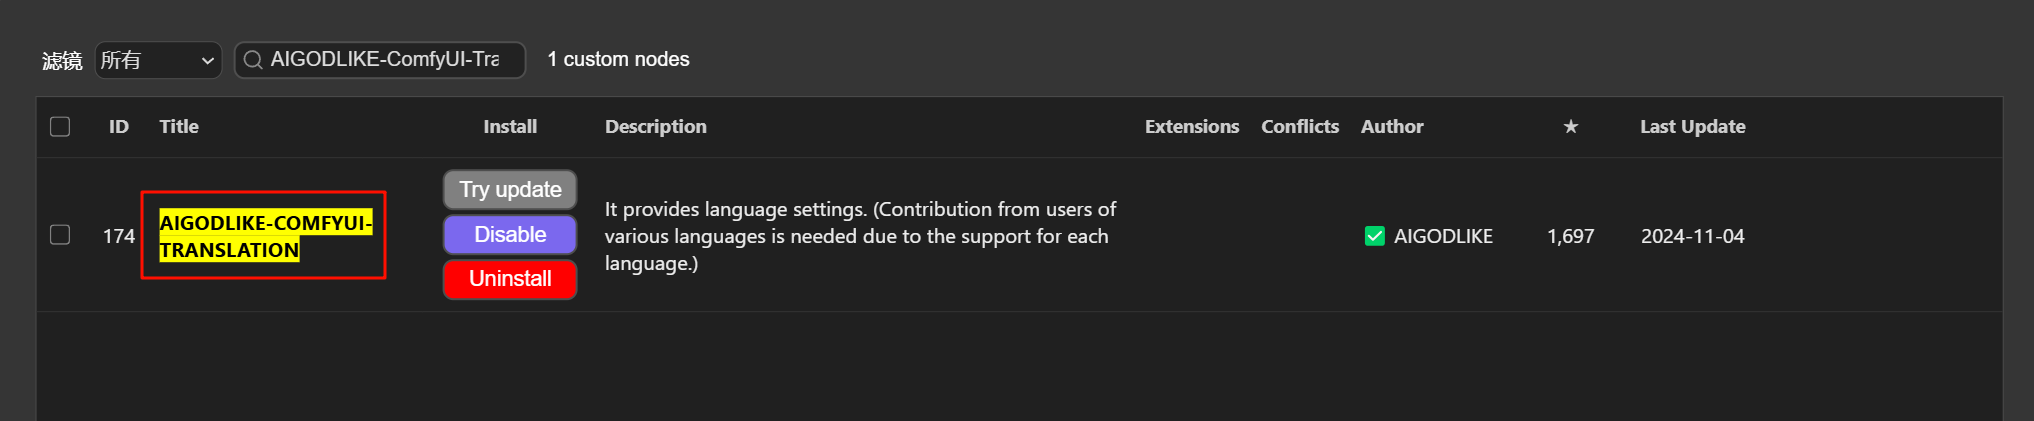 滤镜 所有 AIGODLIKE-ComfyUI-Tra 1 custom nodes
ID Title Install Description Extensions Conflicts Author ★ Last Update
174
AIGODLIKE-COMFYUI-
TRANSLATION
Try update
Disable
Uninstall
It provides language settings. (Contribution from users of
various languages is needed due to the support for each
language.)
AIGODLIKE
1,697
2024-11-04